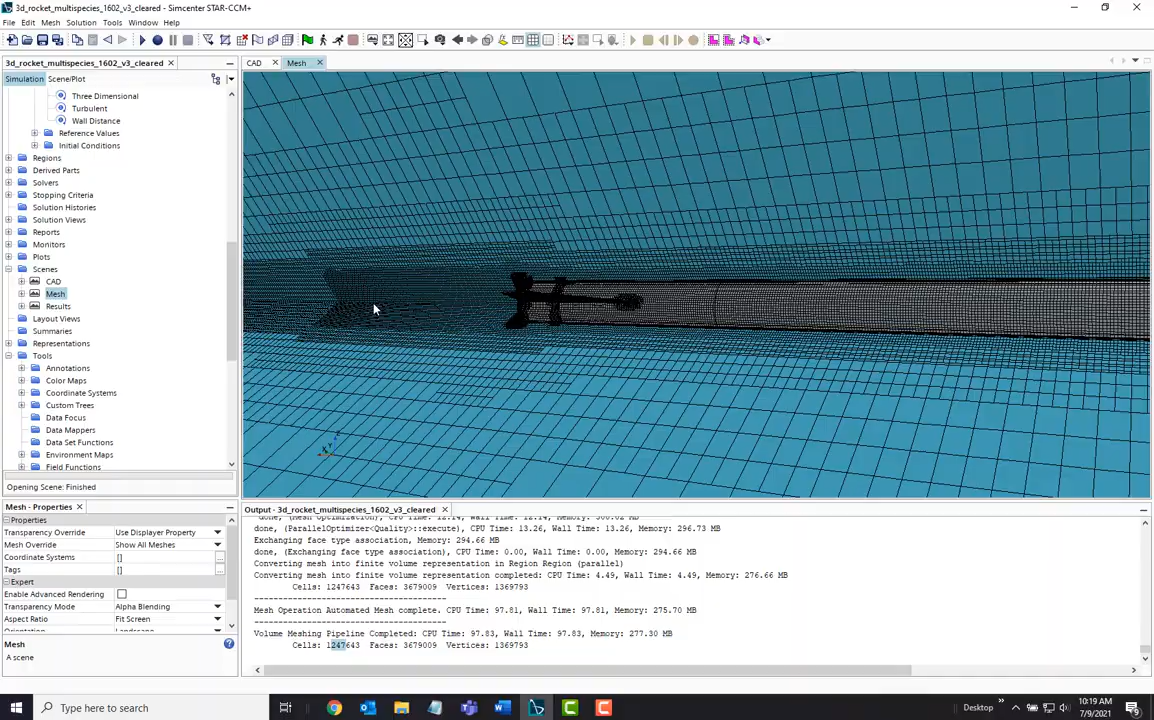 3d_rocket_multispecies_1602_v3_cleared - Simcenter STAR-CCM+
File Edit Mesh Solution Tools Window Help
3d_rocket_multispecies_1602_v3_cleared
CAD
Mesh
Simulation Scene/Plot
Three Dimensional
Turbulent
Wall Distance
Reference Values
Initial Conditions
Regions
Derived Parts
Solvers
Stopping Criteria
Solution Histories
Solution Views
Reports
Monitors
Plots
Scenes
CAD
Mesh
Results
Layout Views
Summaries
Representations
Tools
Annotations
Color Maps
Coordinate Systems
Custom Trees
Data Focus
Data Mappers
Data Set Functions
Environment Maps
Field Functions
Opening Scene: Finished
Mesh - Properties
Properties
Transparency Override Use Displayer Property
Mesh Override Show All Meshes
Coordinate Systems []
Tags []
Expert
Enable Advanced Rendering
Transparency Mode Alpha Blending
Aspect Ratio Fit Screen
Mesh
A scene
Output - 3d_rocket_multispecies_1602_v3_cleared
done, (ParallelOptimizer<Quality>::execute), CPU Time: 13.26, Wall Time: 13.26, Memory: 296.73 MB
Exchanging face type association, Memory: 294.66 MB
done, (Exchanging face type association), CPU Time: 0.00, Wall Time: 0.00, Memory: 294.66 MB
Converting mesh into finite volume representation in Region Region (parallel)
Converting mesh into finite volume representation completed: CPU Time: 4.49, Wall Time: 4.49, Memory: 276.66 MB
Cells: 1247643 Faces: 3679009 Vertices: 1369793
----------------------------------------
Mesh Operation Automated Mesh complete. CPU Time: 97.81, Wall Time: 97.81, Memory: 275.70 MB
----------------------------------------
Volume Meshing Pipeline Completed: CPU Time: 97.83, Wall Time: 97.83, Memory: 277.30 MB
Cells: 1247643 Faces: 3679009 Vertices: 1369793
Type here to search
Desktop
10:19 AM
7/9/2021